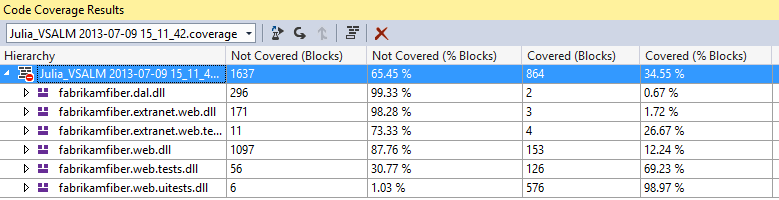 Code Coverage Results
Julia_VSALM 2013-07-09 15_11_42.coverage
Hierarchy Not Covered (Blocks) Not Covered (% Blocks) Covered (Blocks) Covered (% Blocks)
Julia_VSALM 2013-07-09 15_11_4... 1637 65.45 % 864 34.55 %
fabrikamfiber.dal.dll 296 99.33 % 2 0.67 %
fabrikamfiber.extranet.web.dll 171 98.28 % 3 1.72 %
fabrikamfiber.extranet.web.te... 11 73.33 % 4 26.67 %
fabrikamfiber.web.dll 1097 87.76 % 153 12.24 %
fabrikamfiber.web.tests.dll 56 30.77 % 126 69.23 %
fabrikamfiber.web.uitests.dll 6 1.03 % 576 98.97 %